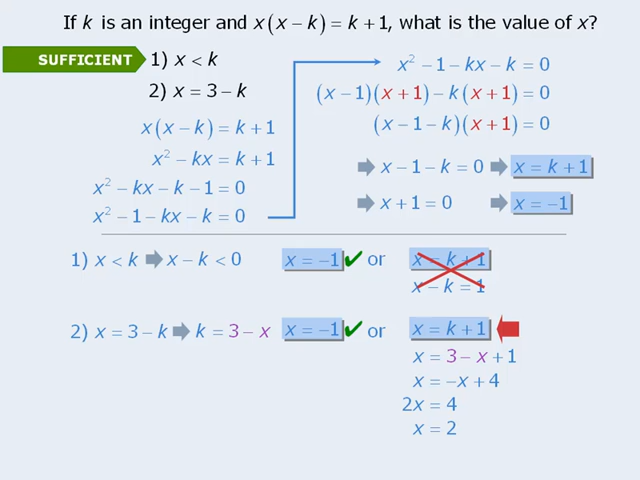 If k is an integer and x(x – k) = k + 1, what is the value of x?
SUFFICIENT
1) x < k
2) x = 3 – k
x(x – k) = k + 1
x² – kx = k + 1
x² – kx – k – 1 = 0
x² – 1 – kx – k = 0
x² – 1 – kx – k = 0
(x – 1)(x + 1) – k(x + 1) = 0
(x – 1 – k)(x + 1) = 0
x – 1 – k = 0 x = k + 1
x + 1 = 0 x = –1
1) x < k x – k < 0 x = –1 ✔ or x = k + 1
x – k = 1
2) x = 3 – k k = 3 – x x = –1 ✔ or x = k + 1
x = 3 – x + 1
x = –x + 4
2x = 4
x = 2